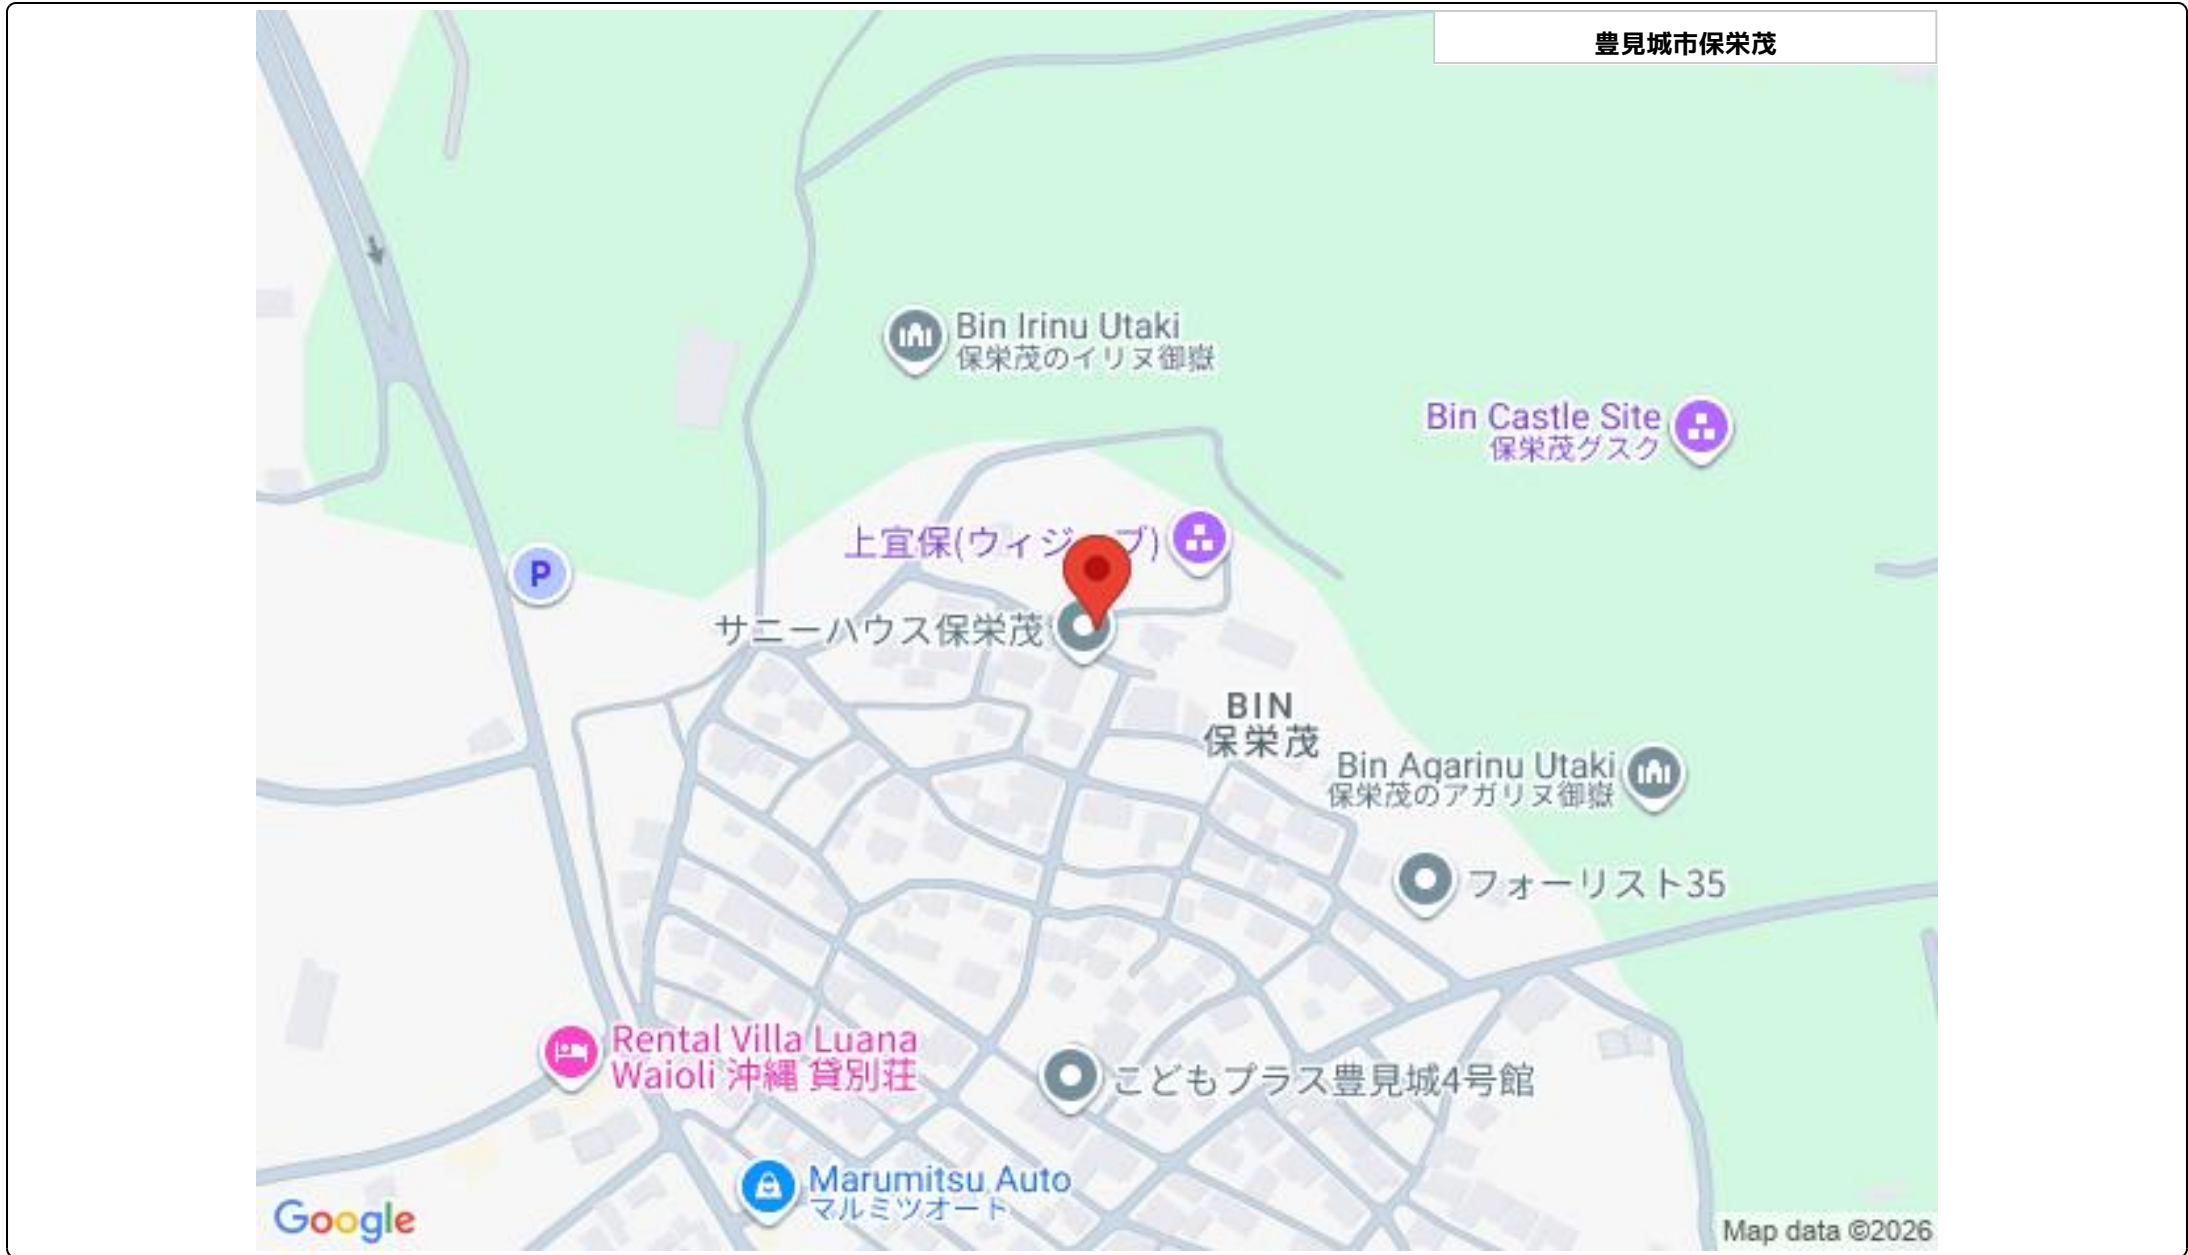 豊見城市保栄茂
Bin Irinu Utaki
保栄茂のイリヌ御嶽
Bin Castle Site
保栄茂グスク
上宜保(ウィジ ブ)
P
サニーハウス保栄茂
BIN
保栄茂
Bin Agarinu Utaki
保栄茂のアガリヌ御嶽
フォーリスト35
Rental Villa Luana
Waioli 沖縄 貸別荘
こどもプラス豊見城4号館
Marumitsu Auto
マルミツオート
Google
Map data ©2026